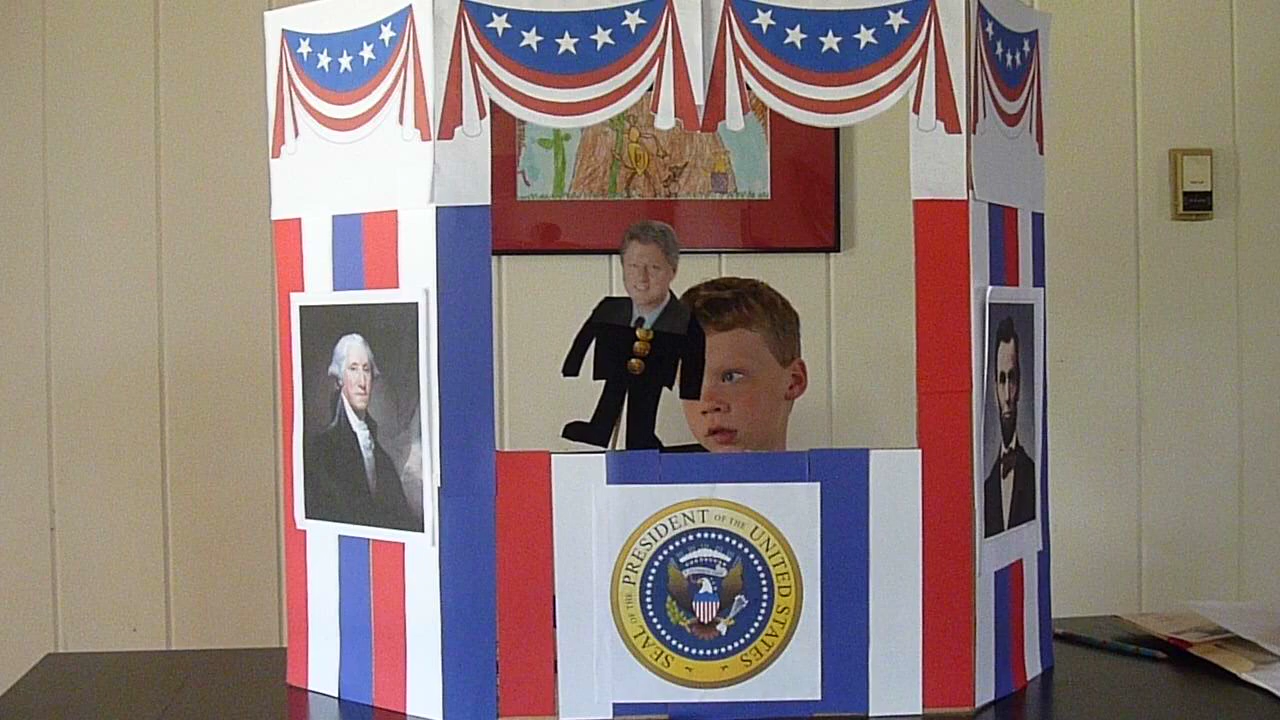 SEAL OF THE PRESIDENT OF THE UNITED STATES